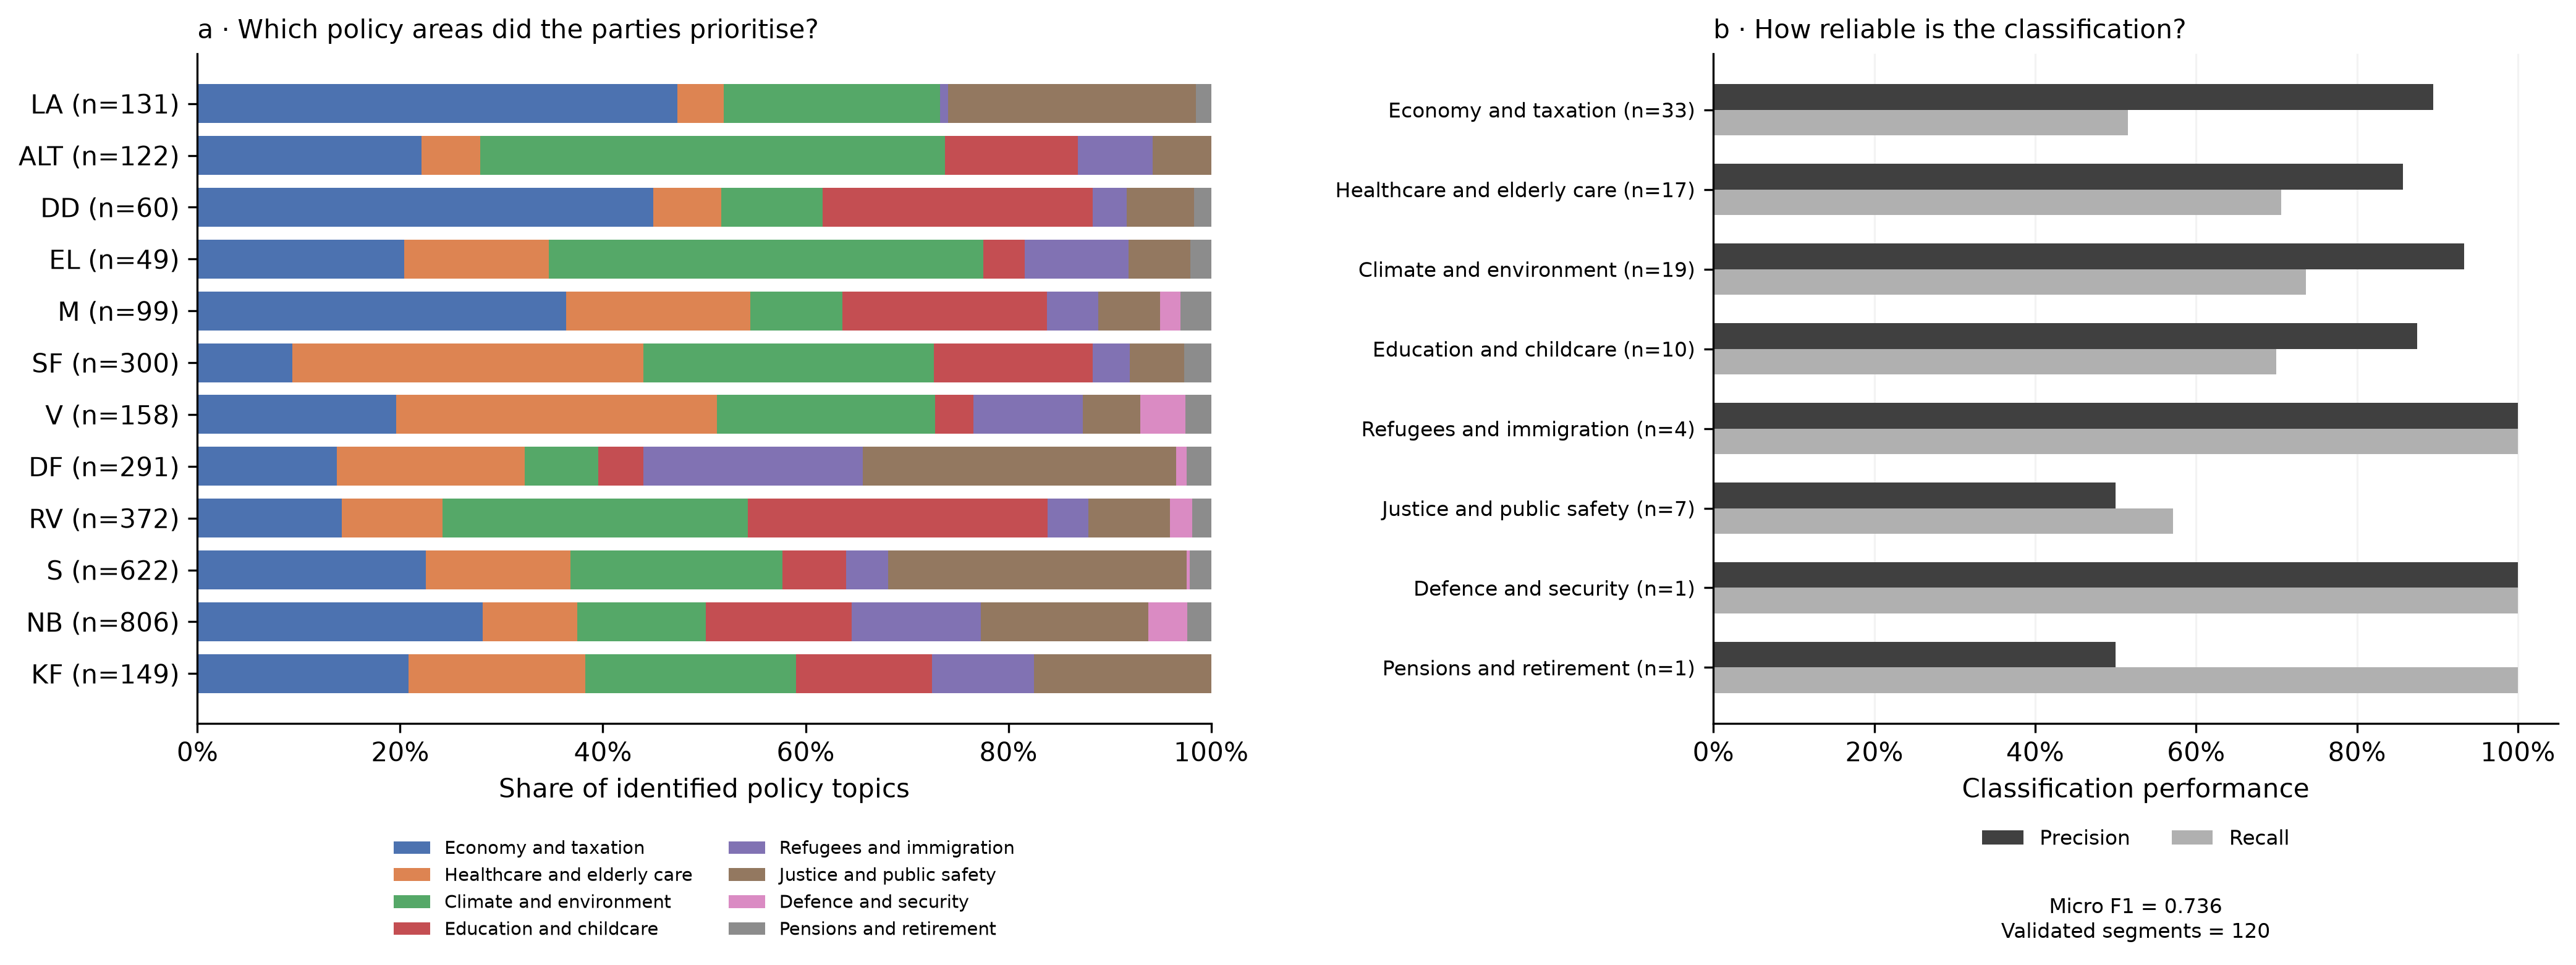 a · Which policy areas did the parties prioritise?
LA (n=131)
ALT (n=122)
DD (n=60)
EL (n=49)
M (n=99)
SF (n=300)
V (n=158)
DF (n=291)
RV (n=372)
S (n=622)
NB (n=806)
KF (n=149)
0% 20% 40% 60% 80% 100%
Share of identified policy topics
Economy and taxation
Healthcare and elderly care
Climate and environment
Education and childcare
Refugees and immigration
Justice and public safety
Defence and security
Pensions and retirement
b · How reliable is the classification?
Economy and taxation (n=33)
Healthcare and elderly care (n=17)
Climate and environment (n=19)
Education and childcare (n=10)
Refugees and immigration (n=4)
Justice and public safety (n=7)
Defence and security (n=1)
Pensions and retirement (n=1)
0% 20% 40% 60% 80% 100%
Classification performance
Precision Recall
Micro F1 = 0.736
Validated segments = 120